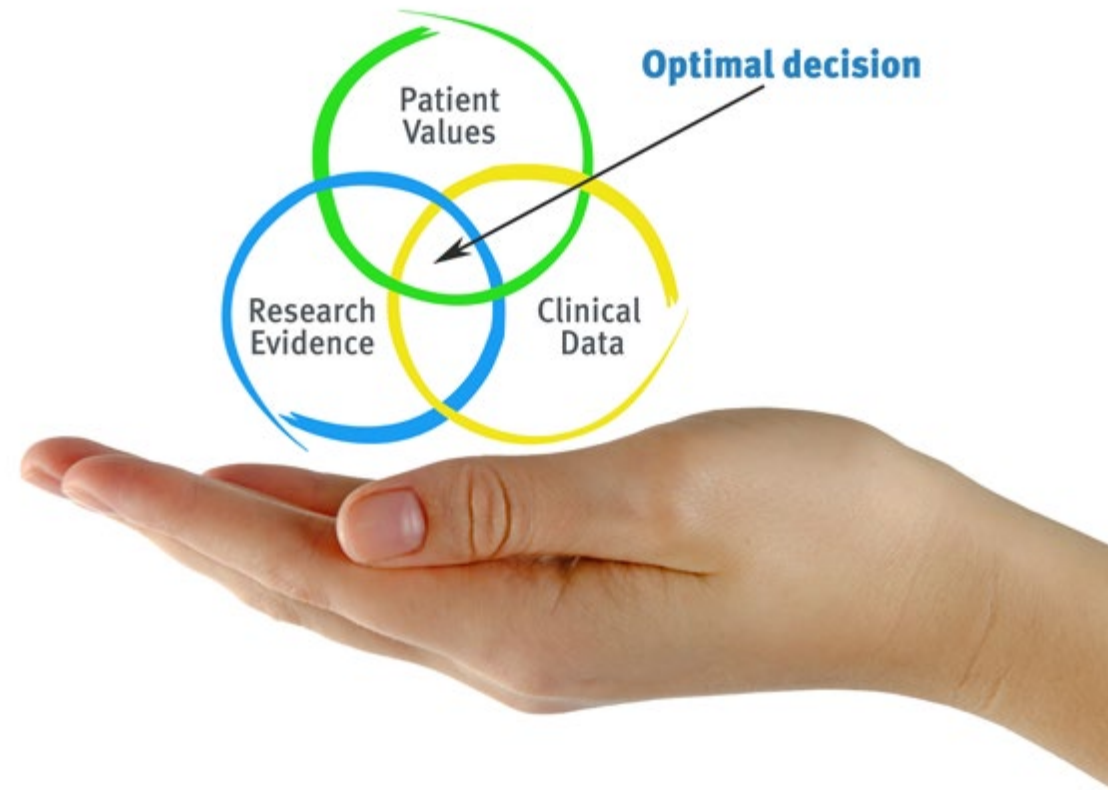 Optimal decision
Patient
Values
Research
Evidence
Clinical
Data